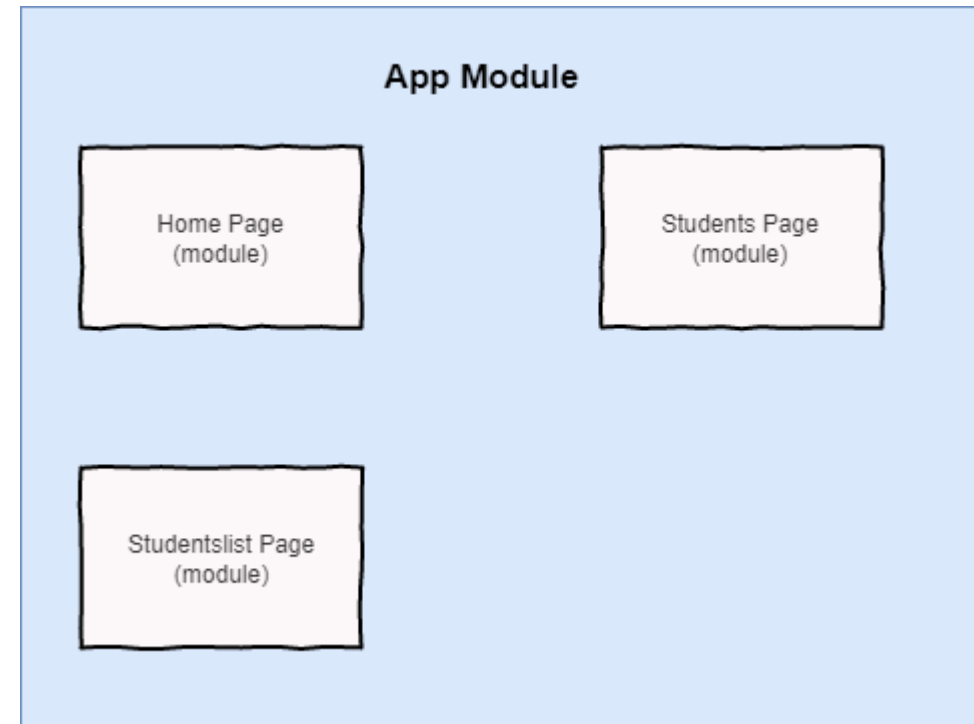 App Module
Home Page
(module)
Students Page
(module)
Studentslist Page
(module)